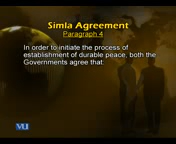 Simla Agreement
Paragraph 4
In order to initiate the process of
establishment of durable peace, both the
Governments agree that:
VU